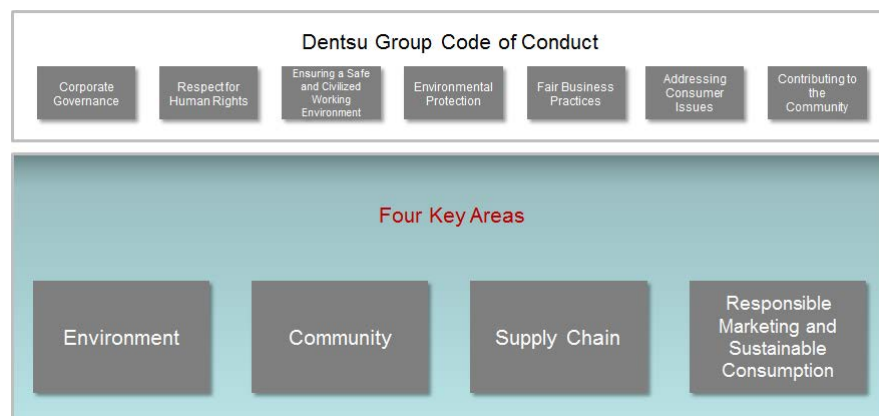 Dentsu Group Code of Conduct
Corporate
Governance
Respect for
Human Rights
Ensuring a Safe
and Civilized
Working
Environment
Environmental
Protection
Fair Business
Practices
Addressing
Consumer
Issues
Contributing to
the
Community
Four Key Areas
Environment
Community
Supply Chain
Responsible
Marketing and
Sustainable
Consumption